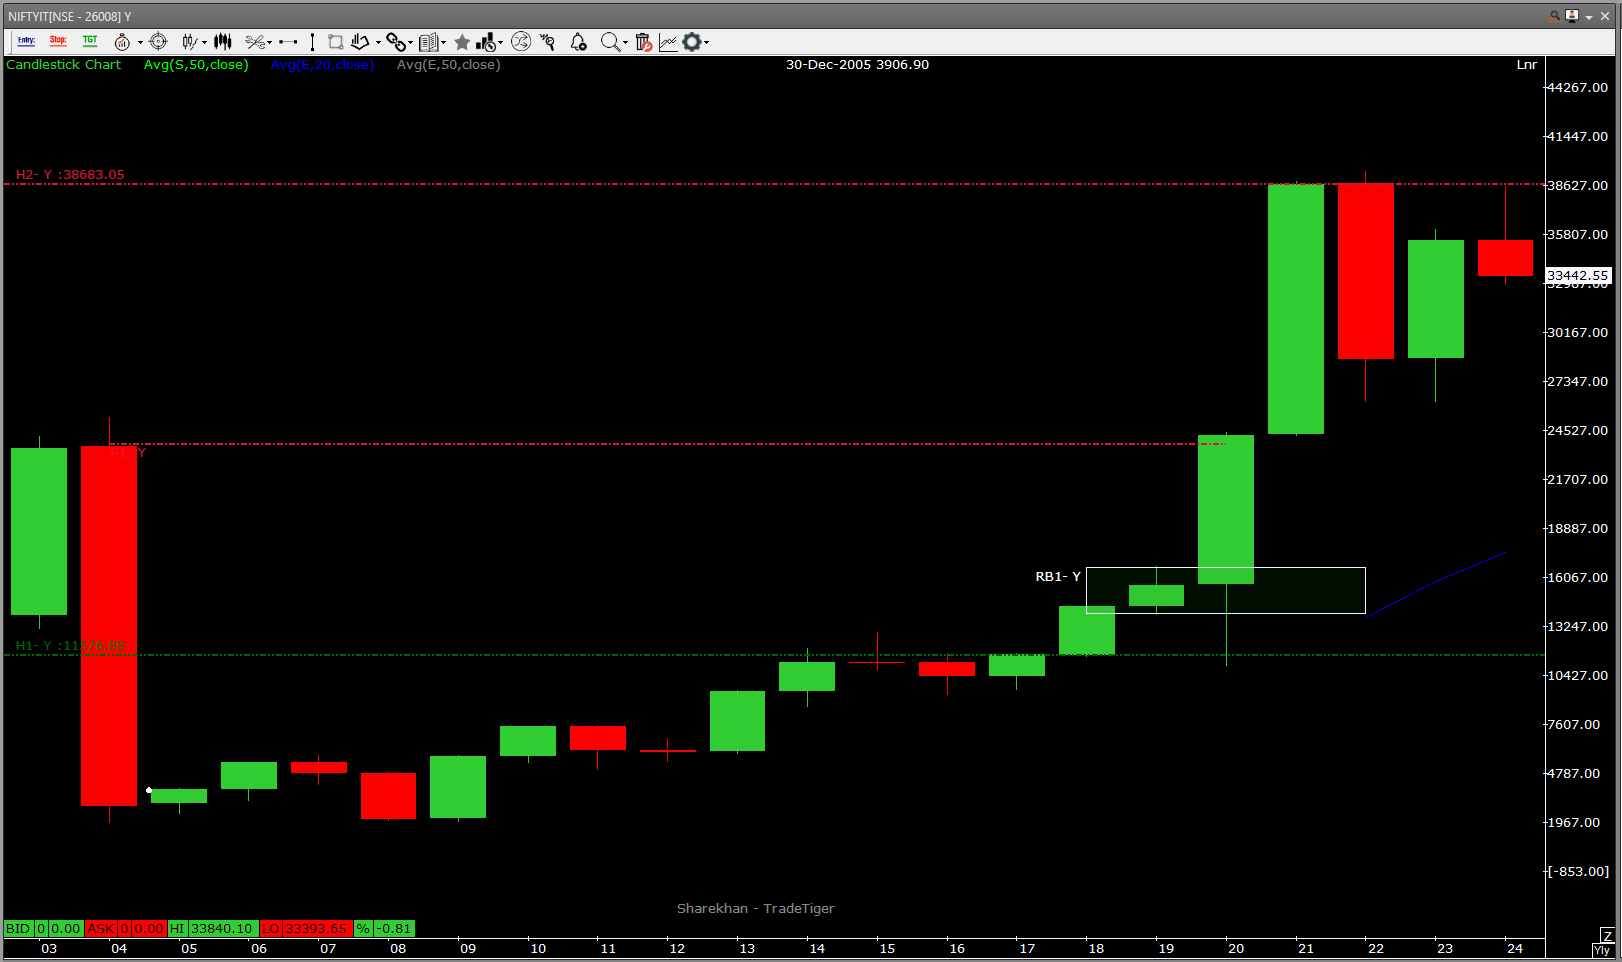 NIFTYIT[NSE - 26008] Y
Entry: Stop: TGT
Candlestick Chart Avg(S,50,close) Avg(E,20,close) Avg(E,50,close) 30-Dec-2005 3906.90 Lnr
44267.00
41447.00
H2- Y :38683.05
38627.00
35807.00
33442.55
32987.00
30167.00
27347.00
24527.00
21707.00
18887.00
RB1- Y
16067.00
H1- Y :11576.88
13247.00
10427.00
7607.00
4787.00
1967.00
[-853.00]
Sharekhan - TradeTiger
BID 0 0.00 ASK 0 0.00 HI 33840.10 LO 33393.65 % -0.81
Z
03 04 05 06 07 08 09 10 11 12 13 14 15 16 17 18 19 20 21 22 23 24 Yly